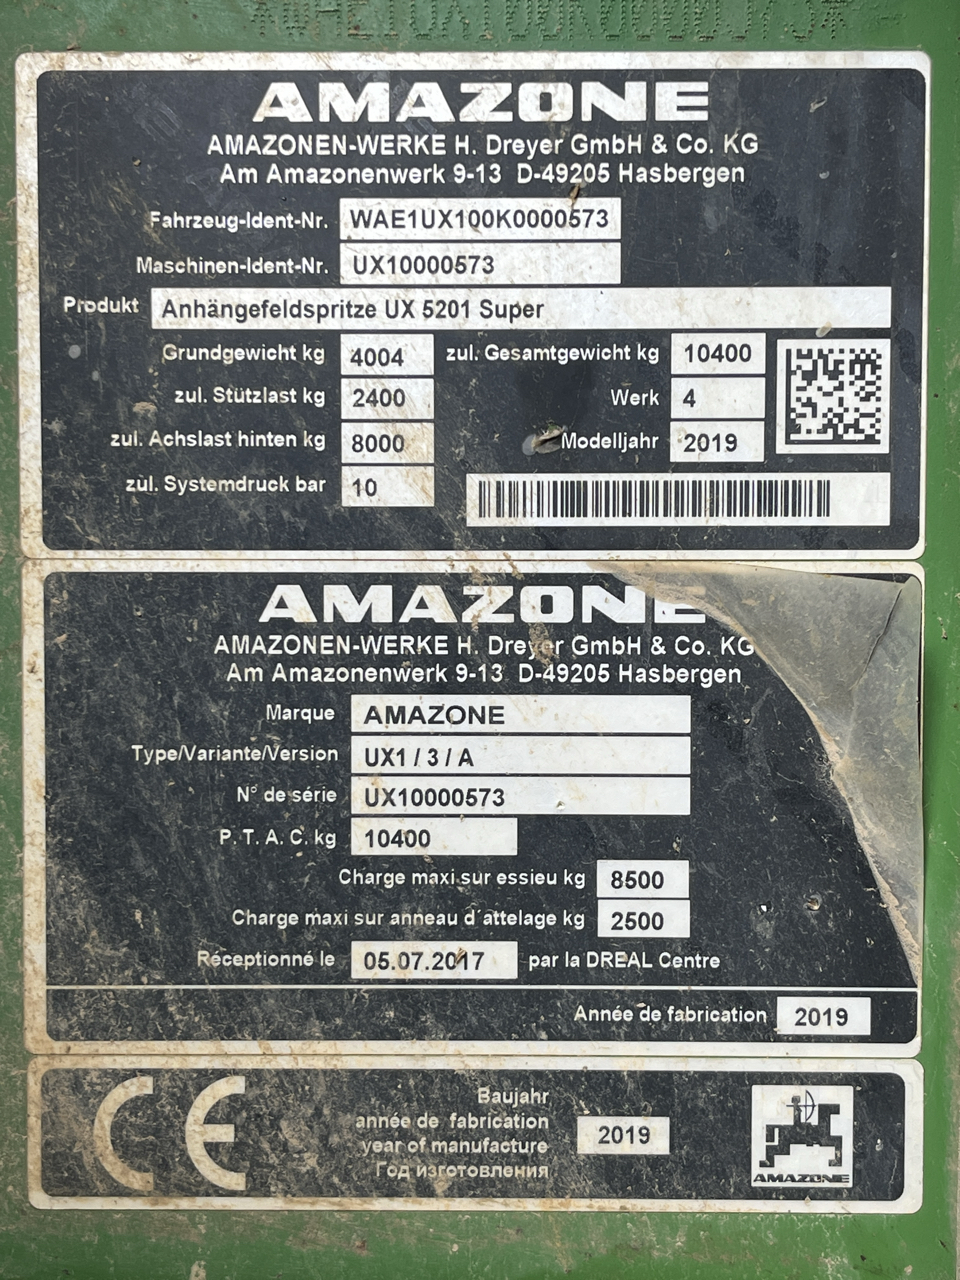 AMAZONE
AMAZONEN-WERKE H. Dreyer GmbH & Co. KG
Am Amazonenwerk 9-13 D-49205 Hasbergen
Fahrzeug-Ident-Nr. WAE1UX100K0000573
Maschinen-Ident-Nr. UX10000573
Produkt Anhängefeldspritze UX 5201 Super
Grundgewicht kg 4004 zul. Gesamtgewicht kg 10400
zul. Stützlast kg 2400 Werk 4
zul. Achslast hinten kg 8000 Modelljahr 2019
zul. Systemdruck bar 10
AMAZONE
AMAZONEN-WERKE H. Dreyer GmbH & Co. KG
Am Amazonenwerk 9-13 D-49205 Hasbergen
Marque AMAZONE
Type/Variante/Version UX1 / 3 / A
N° de série UX10000573
P. T. A. C. kg 10400
Charge maxi sur essieu kg 8500
Charge maxi sur anneau d´attelage kg 2500
Réceptionné le 05.07.2017 par la DREAL Centre
Année de fabrication 2019
CE
Baujahr
année de fabrication
year of manufacture 2019
Год изготовления
AMAZONE